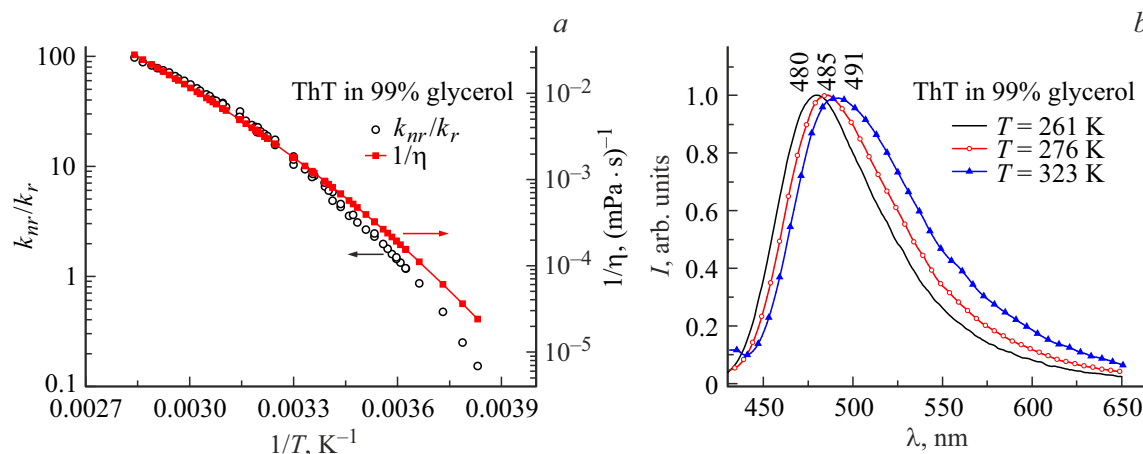 a
k_nr/k_r
100
10
1
0.1
ThT in 99% glycerol
k_nr/k_r
1/η
10⁻²
10⁻³
10⁻⁴
10⁻⁵
1/η, (mPa · s)⁻¹
0.0027 0.0030 0.0033 0.0036 0.0039
1/T, K⁻¹
b
I, arb. units
1.0
0.8
0.6
0.4
0.2
0
480
485
491
ThT in 99% glycerol
T = 261 K
T = 276 K
T = 323 K
450 500 550 600 650
λ, nm